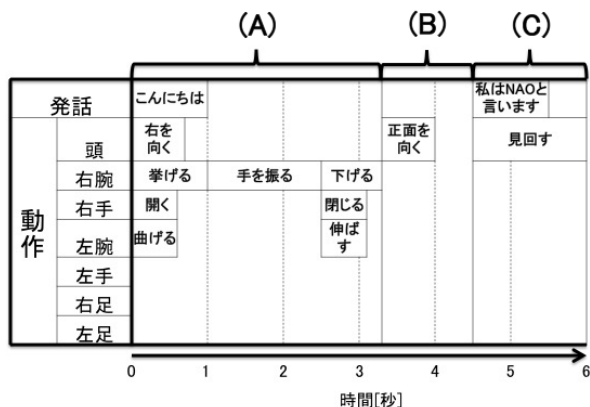 (A)
(B)
(C)
発話
こんにちは
私はNAOと
言います
動作
頭
右を
向く
正面を
向く
見回す
右腕
挙げる
手を振る
下げる
右手
開く
閉じる
左腕
曲げる
伸ば
す
左手
右足
左足
0 1 2 3 4 5 6
時間[秒]